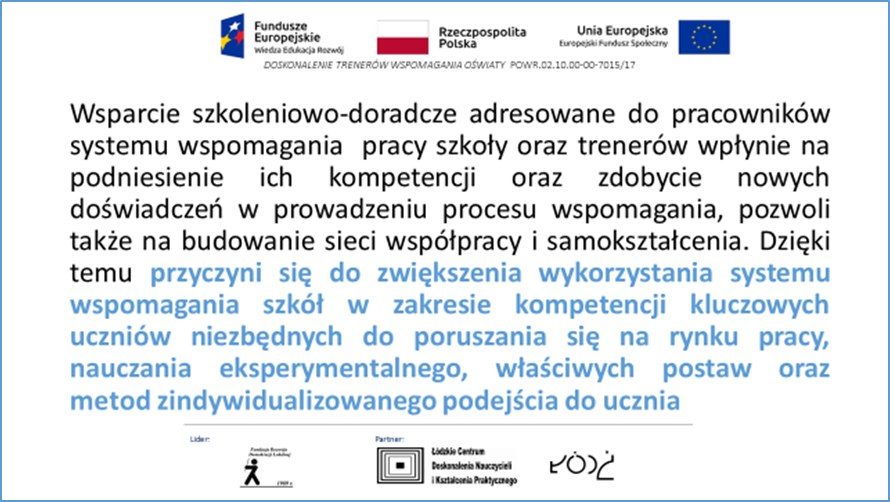 Fundusze
Europejskie
Wiedza Edukacja Rozwój
Rzeczpospolita
Polska
Unia Europejska
Europejski Fundusz Społeczny
DOSKONALENIE TRENERÓW WSPOMAGANIA OŚWIATY POWR.02.10.00-00-7015/17
Wsparcie szkoleniowo-doradcze adresowane do pracowników
systemu wspomagania pracy szkoły oraz trenerów wpłynie na
podniesienie ich kompetencji oraz zdobycie nowych
doświadczeń w prowadzeniu procesu wspomagania, pozwoli
także na budowanie sieci współpracy i samokształcenia. Dzięki
temu przyczyni się do zwiększenia wykorzystania systemu
wspomagania szkół w zakresie kompetencji kluczowych
uczniów niezbędnych do poruszania się na rynku pracy,
nauczania eksperymentalnego, właściwych postaw oraz
metod zindywidualizowanego podejścia do ucznia
Lider:
Partner:
Fundacja Rozwoju
Demokracji Lokalnej
1989 r.
Łódzkie Centrum
Doskonalenia Nauczycieli
i Kształcenia Praktycznego
ŁÓDŹ